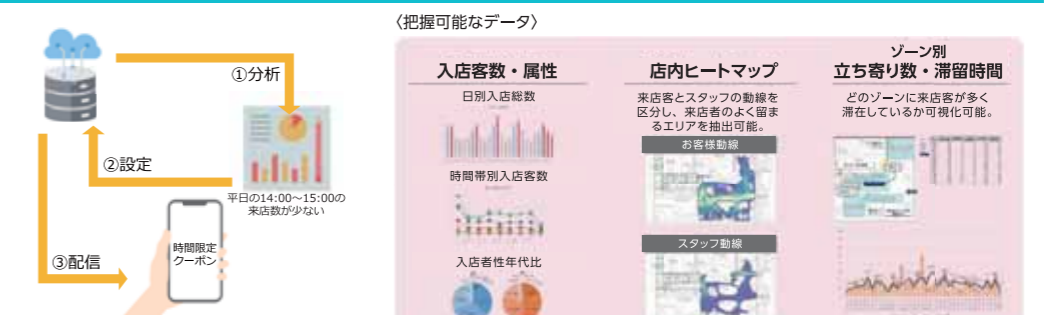 〈把握可能なデータ〉
①分析
②設定
平日の14:00～15:00の
来店数が少ない
時間限定
クーポン
③配信
入店客数・属性
日別入店総数
時間帯別入店客数
入店者性年代比
店内ヒートマップ
来店客とスタッフの動線を
区分し、来店者のよく留ま
るエリアを抽出可能。
お客様動線
スタッフ動線
ゾーン別
立ち寄り数・滞留時間
どのゾーンに来店客が多く
滞在しているか可視化可能。